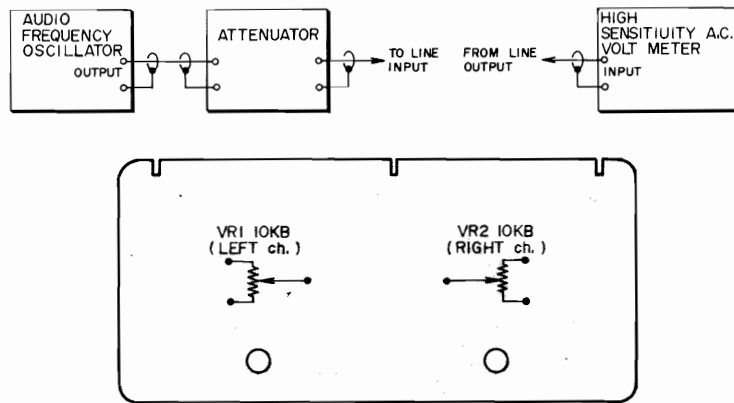 AUDIO
FREQUENCY
OSCILLATOR
OUTPUT
ATTENUATOR
TO LINE
INPUT
FROM LINE
OUTPUT
HIGH
SENSITIUITY A.C.
VOLT METER
INPUT
VR1 10KB
(LEFT ch.)
VR2 10KB
(RIGHT ch.)